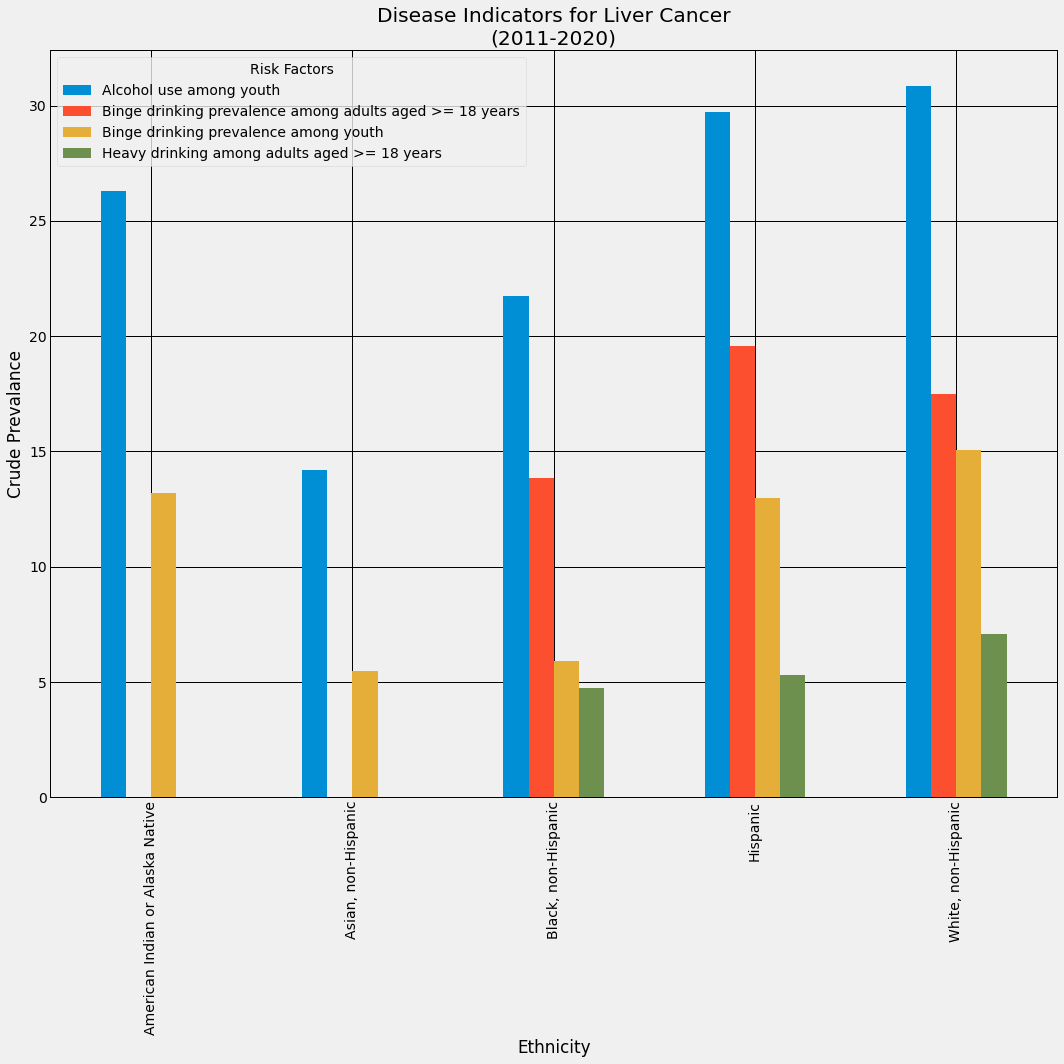 Disease Indicators for Liver Cancer
(2011-2020)
Risk Factors
Alcohol use among youth
Binge drinking prevalence among adults aged >= 18 years
Binge drinking prevalence among youth
Heavy drinking among adults aged >= 18 years
30
25
20
15
10
5
0
Crude Prevalance
American Indian or Alaska Native
Asian, non-Hispanic
Black, non-Hispanic
Hispanic
White, non-Hispanic
Ethnicity